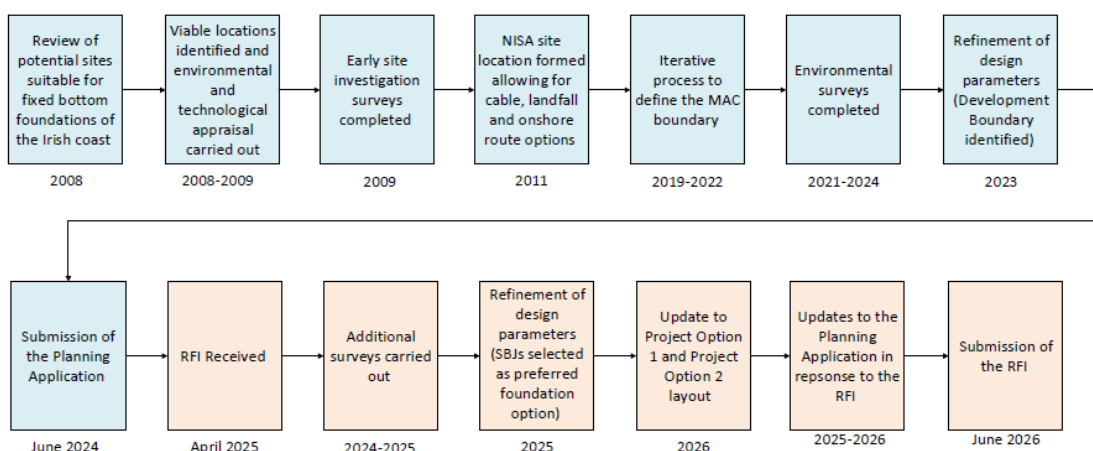 Review of
potential sites
suitable for
fixed bottom
foundations of
the Irish coast
2008
Viable locations
identified and
environmental
and
technological
appraisal
carried out
2008-2009
Early site
investigation
surveys
completed
2009
NISA site
location formed
allowing for
cable, landfall
and onshore
route options
2011
Iterative
process to
define the MAC
boundary
2019-2022
Environmental
surveys
completed
2021-2024
Refinement of
design
parameters
(Development
Boundary
identified)
2023
Submission of
the Planning
Application
June 2024
RFI Received
April 2025
Additional
surveys carried
out
2024-2025
Refinement of
design
parameters
(SBJs selected
as preferred
foundation
option)
2025
Update to
Project Option
1 and Project
Option 2
layout
2026
Updates to the
Planning
Application in
repsonse to the
RFI
2025-2026
Submission of
the RFI
June 2026